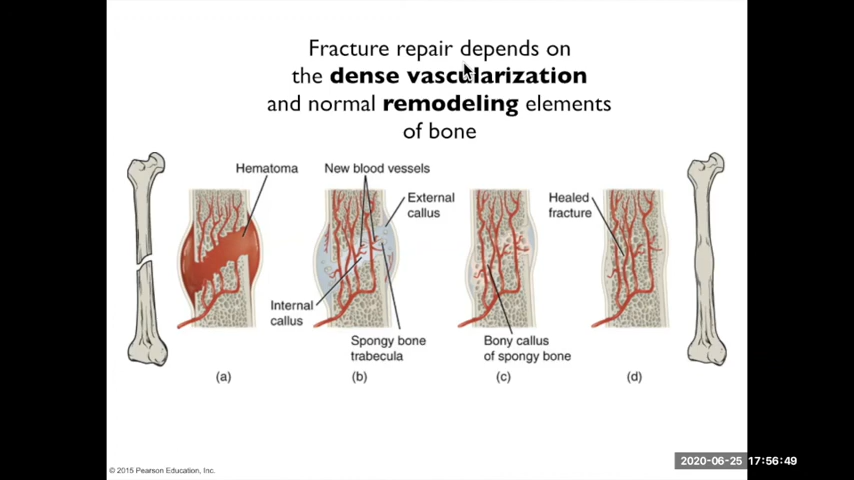 Fracture repair depends on
the dense vascularization
and normal remodeling elements
of bone
Hematoma
New blood vessels
External
callus
Healed
fracture
Internal
callus
Spongy bone
trabecula
Bony callus
of spongy bone
(a)
(b)
(c)
(d)
© 2015 Pearson Education, Inc.
2020-06-25 17:56:49